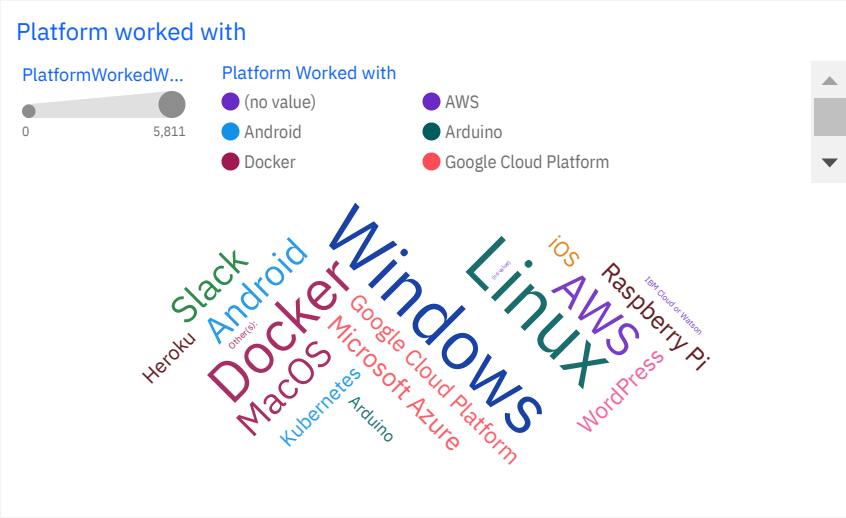 Platform worked with
PlatformWorkedW...
0
5,811
Platform Worked with
(no value)
AWS
Android
Arduino
Docker
Google Cloud Platform
Windows
Linux
iOS
(no value)
Slack
Android
AWS
Raspberry Pi
IBM Cloud or Watson
Docker
Other(s):
Heroku
Google Cloud Platform
Microsoft Azure
MacOS
WordPress
Kubernetes
Arduino